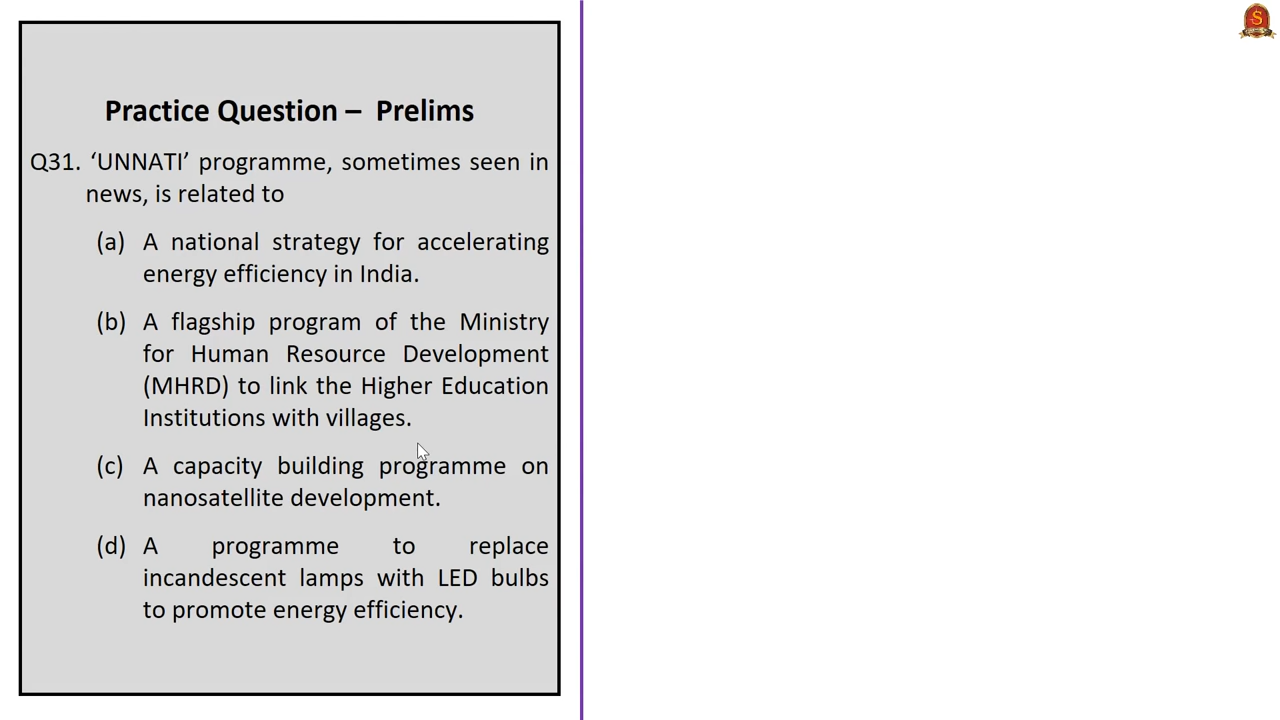 Practice Question – Prelims
Q31. ‘UNNATI’ programme, sometimes seen in
news, is related to
(a) A national strategy for accelerating
energy efficiency in India.
(b) A flagship program of the Ministry
for Human Resource Development
(MHRD) to link the Higher Education
Institutions with villages.
(c) A capacity building programme on
nanosatellite development.
(d) A programme to replace
incandescent lamps with LED bulbs
to promote energy efficiency.
S